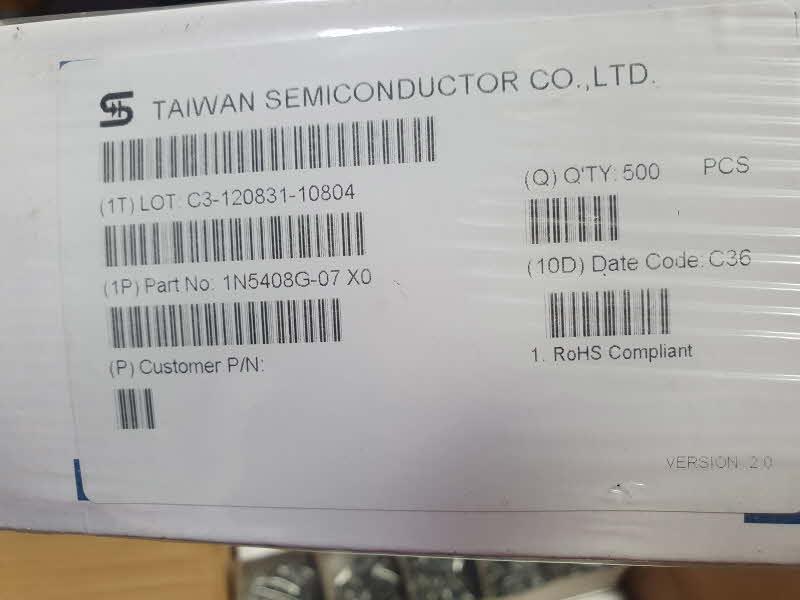 TAIWAN SEMICONDUCTOR CO.,LTD.
(1T) LOT: C3-120831-10804
(Q) Q'TY: 500 PCS
(1P) Part No: 1N5408G-07 X0
(10D) Date Code: C36
(P) Customer P/N:
1. RoHS Compliant
VERSION: 2.0